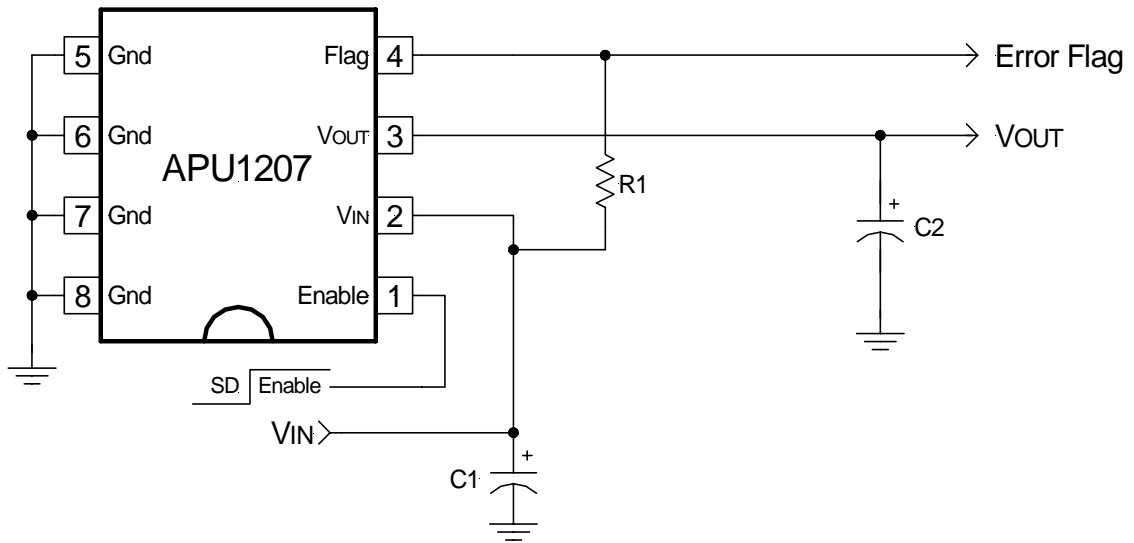 5 Gnd Flag 4 Error Flag
6 Gnd VOUT 3 VOUT
APU1207
R1
7 Gnd VIN 2
+
C2
8 Gnd Enable 1
SD Enable
VIN
+
C1